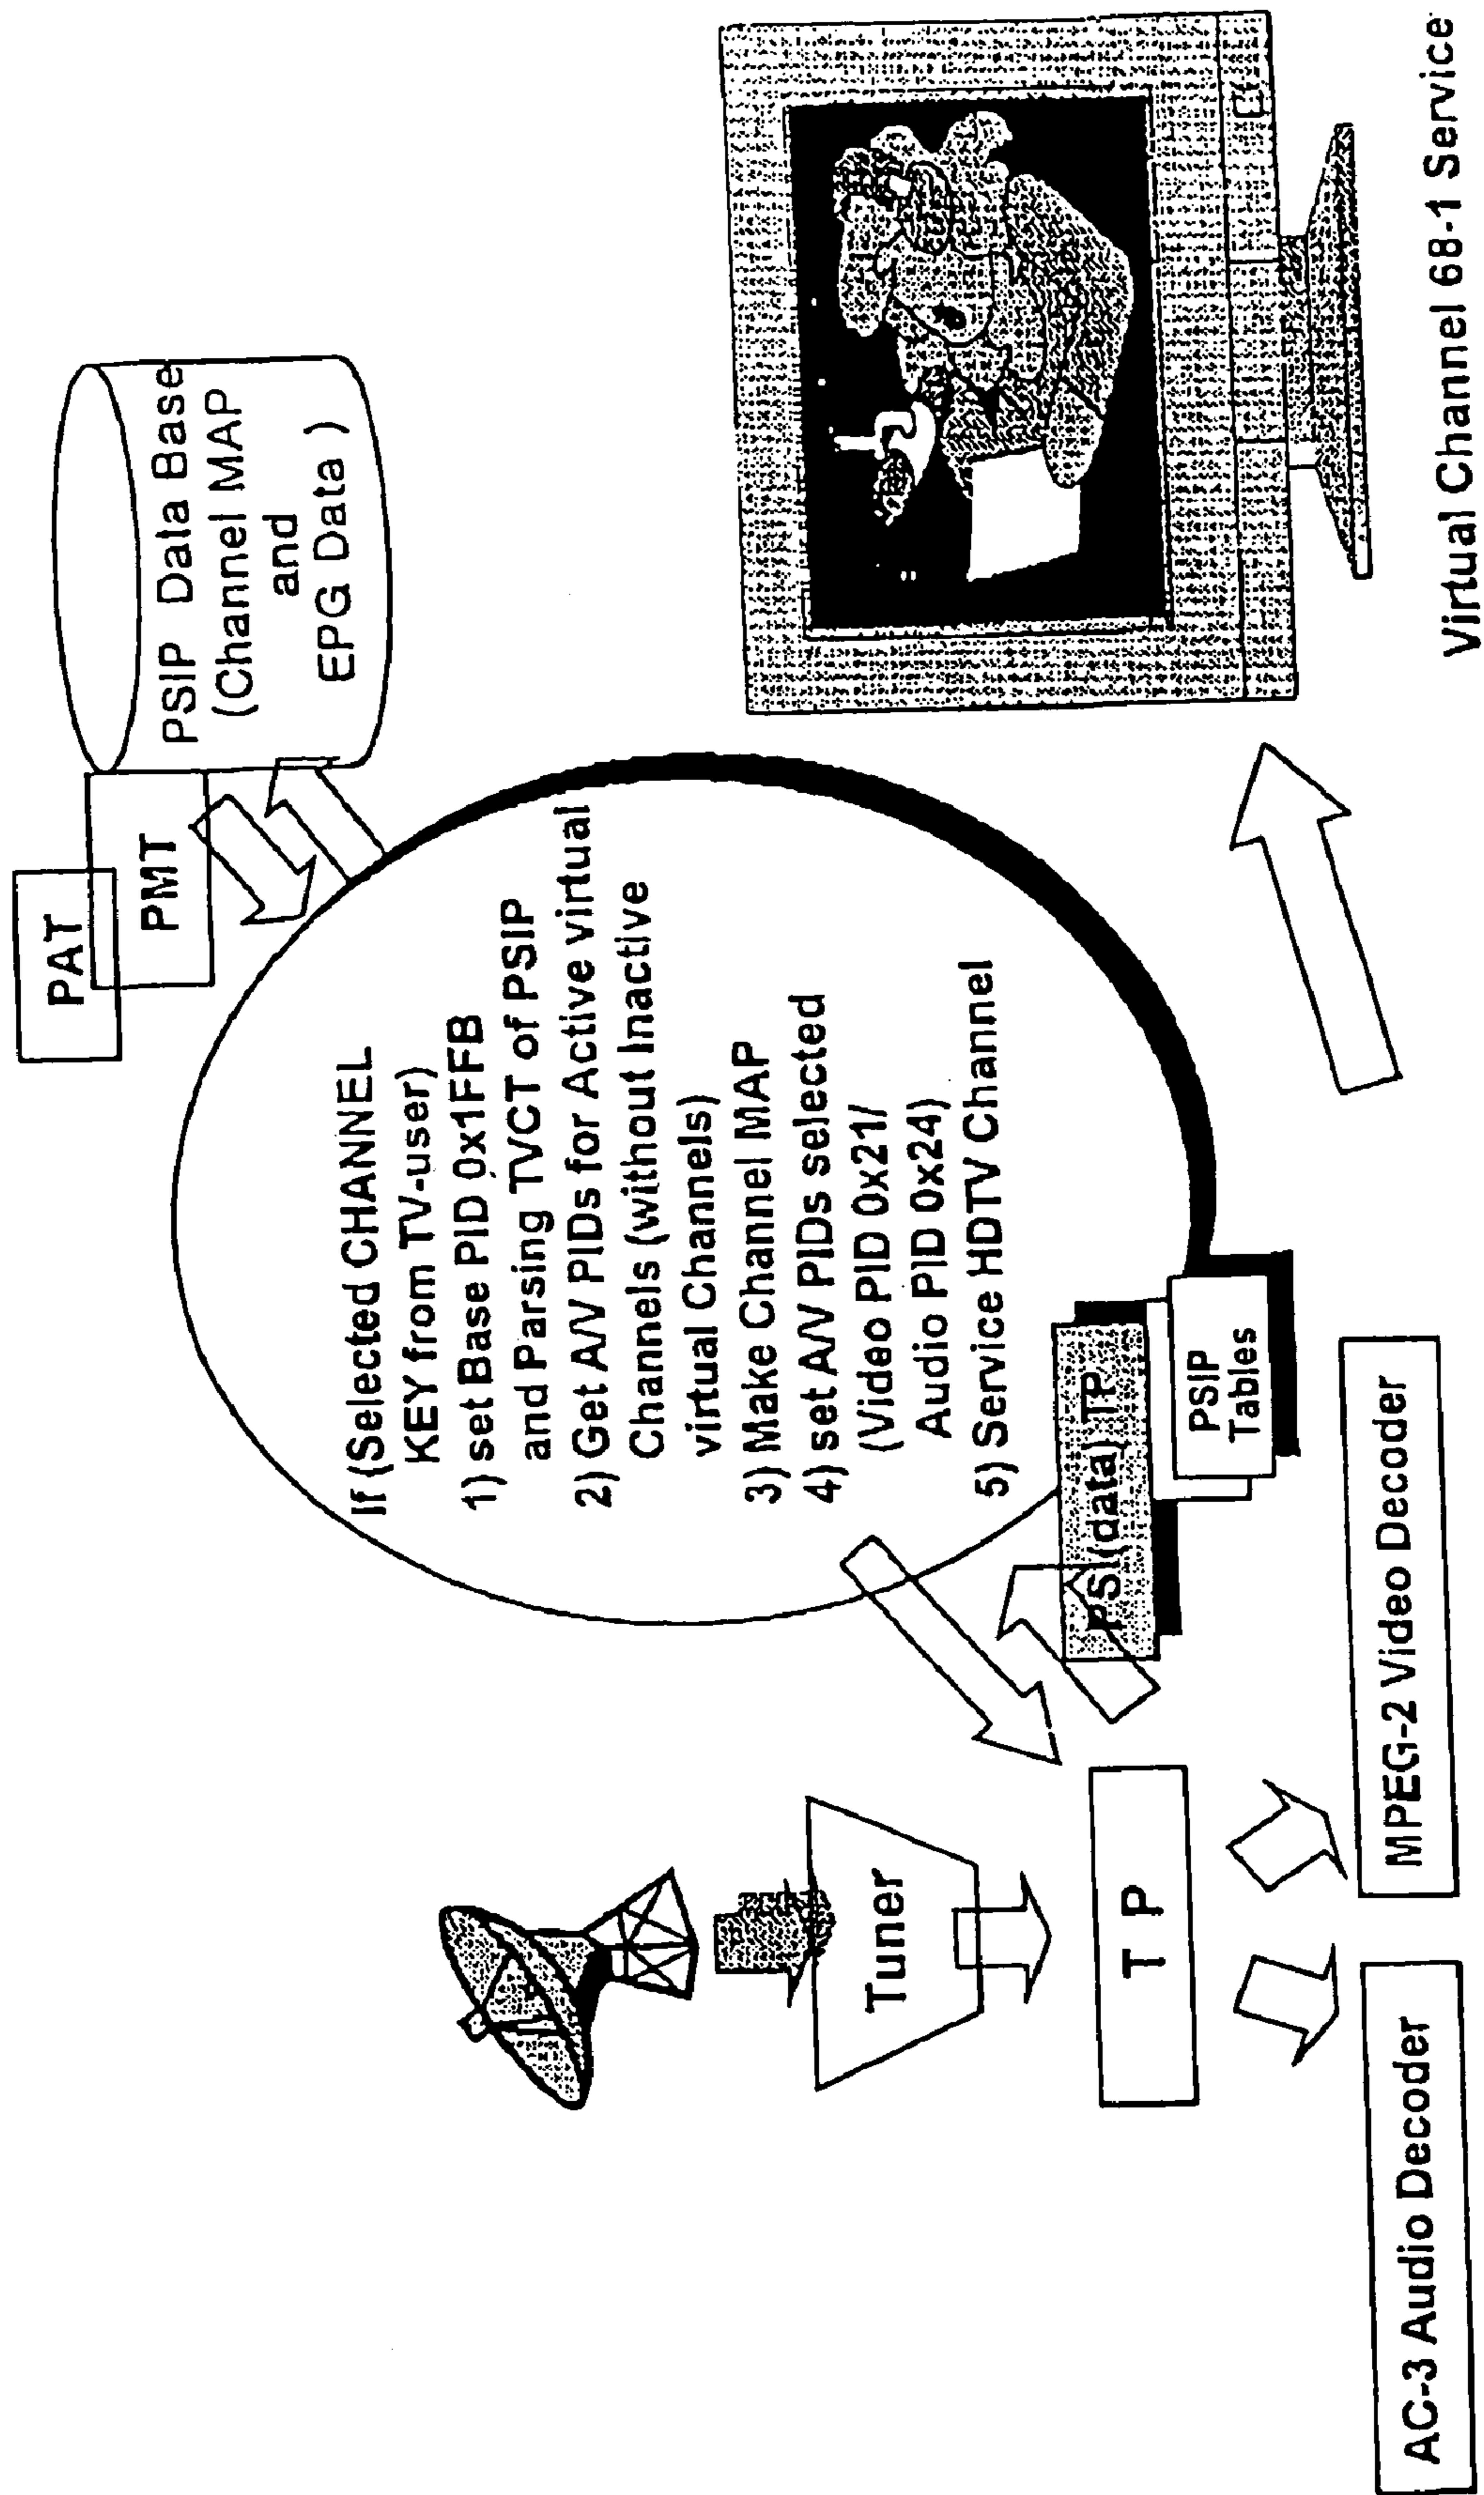 PAT
PMT
PSIP Data Base
(Channel MAP
and
EPG Data )
If (Selected CHANNEL
KEY from TV-user)
1) set Base PID 0x1FFB
and Parsing TVCT of PSIP
2) Get A/V PIDs for Active virtual
Channels (without Inactive
virtual Channels)
3) Make Channel MAP
4) set A/V PIDs selected
(Video PID 0x21/
Audio PID 0x24)
5) Service HDTV Channel
Tuner
T P
PSI(data) TP
PSIP
Tables
MPEG-2 Video Decoder
AC-3 Audio Decoder
Virtual Channel 68-1 Service